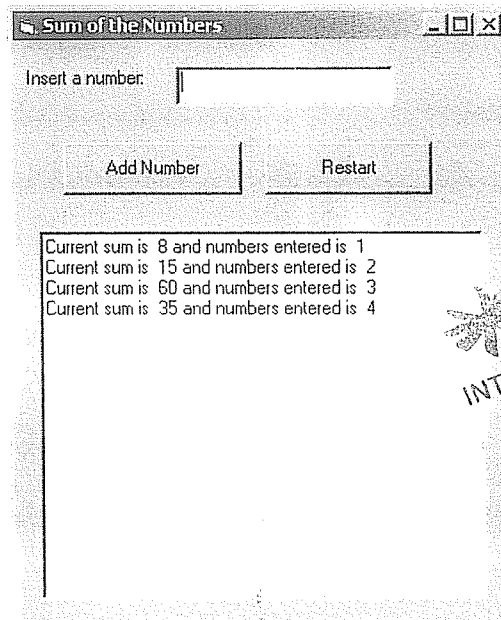 Sum of the Numbers
Insert a number:
Add Number
Restart
Current sum is 8 and numbers entered is 1
Current sum is 15 and numbers entered is 2
Current sum is 60 and numbers entered is 3
Current sum is 35 and numbers entered is 4
INT